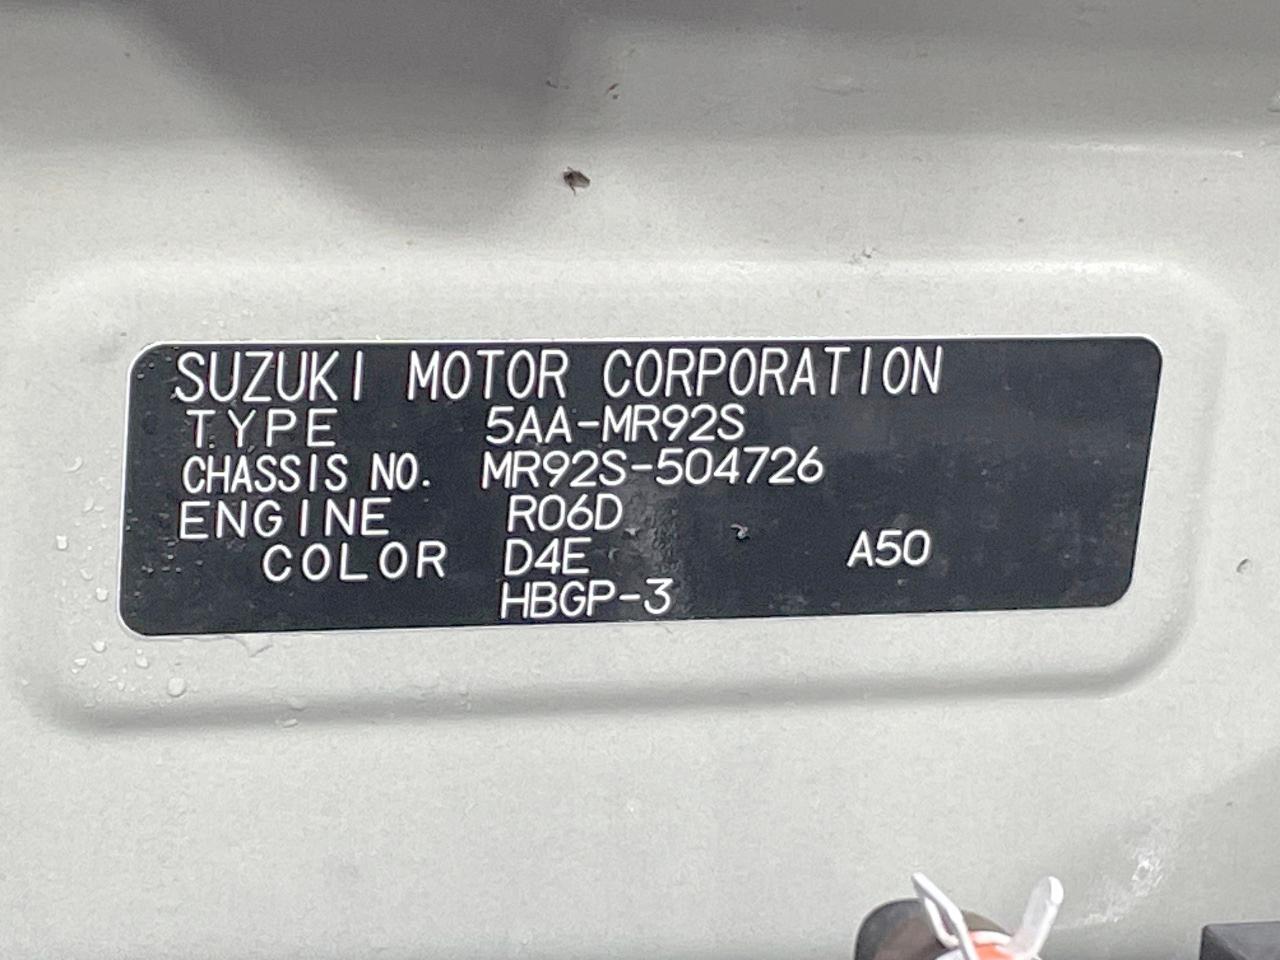 SUZUKI MOTOR CORPORATION
TYPE 5AA-MR92S
CHASSIS NO. MR92S-504726
ENGINE R06D
COLOR D4E A50
HBGP-3